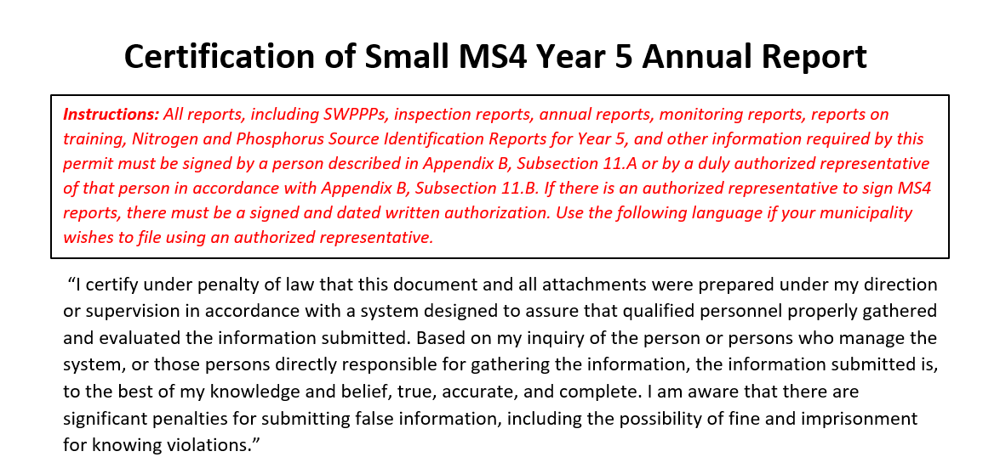 Certification of Small MS4 Year 5 Annual Report
Instructions: All reports, including SWPPPs, inspection reports, annual reports, monitoring reports, reports on
training, Nitrogen and Phosphorus Source Identification Reports for Year 5, and other information required by this
permit must be signed by a person described in Appendix B, Subsection 11.A or by a duly authorized representative
of that person in accordance with Appendix B, Subsection 11.B. If there is an authorized representative to sign MS4
reports, there must be a signed and dated written authorization. Use the following language if your municipality
wishes to file using an authorized representative.
“I certify under penalty of law that this document and all attachments were prepared under my direction
or supervision in accordance with a system designed to assure that qualified personnel properly gathered
and evaluated the information submitted. Based on my inquiry of the person or persons who manage the
system, or those persons directly responsible for gathering the information, the information submitted is,
to the best of my knowledge and belief, true, accurate, and complete. I am aware that there are
significant penalties for submitting false information, including the possibility of fine and imprisonment
for knowing violations.”